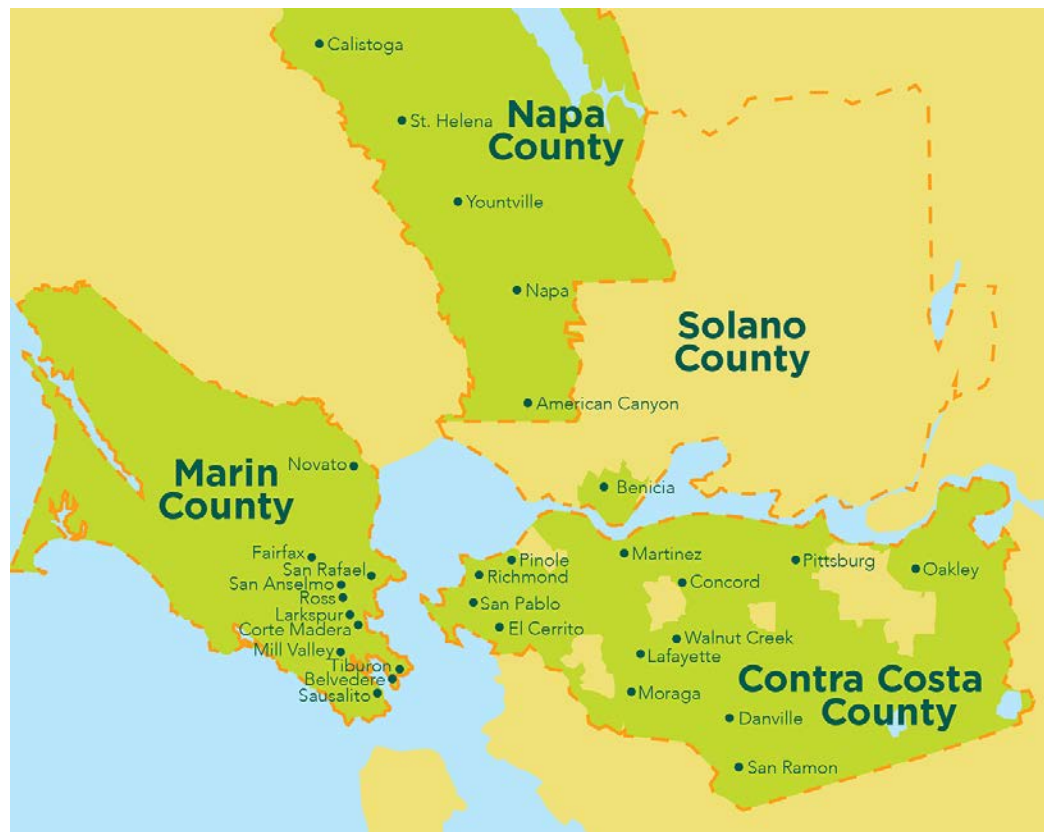 Calistoga
St. Helena
Napa
County
Yountville
Napa
Solano
County
American Canyon
Novato
Marin
County
Benicia
Fairfax
San Rafael
San Anselmo
Ross
Larkspur
Corte Madera
Mill Valley
Tiburon
Belvedere
Sausalito
Pinole
Richmond
San Pablo
El Cerrito
Martinez
Concord
Pittsburg
Oakley
Walnut Creek
Lafayette
Moraga
Contra Costa
County
Danville
San Ramon